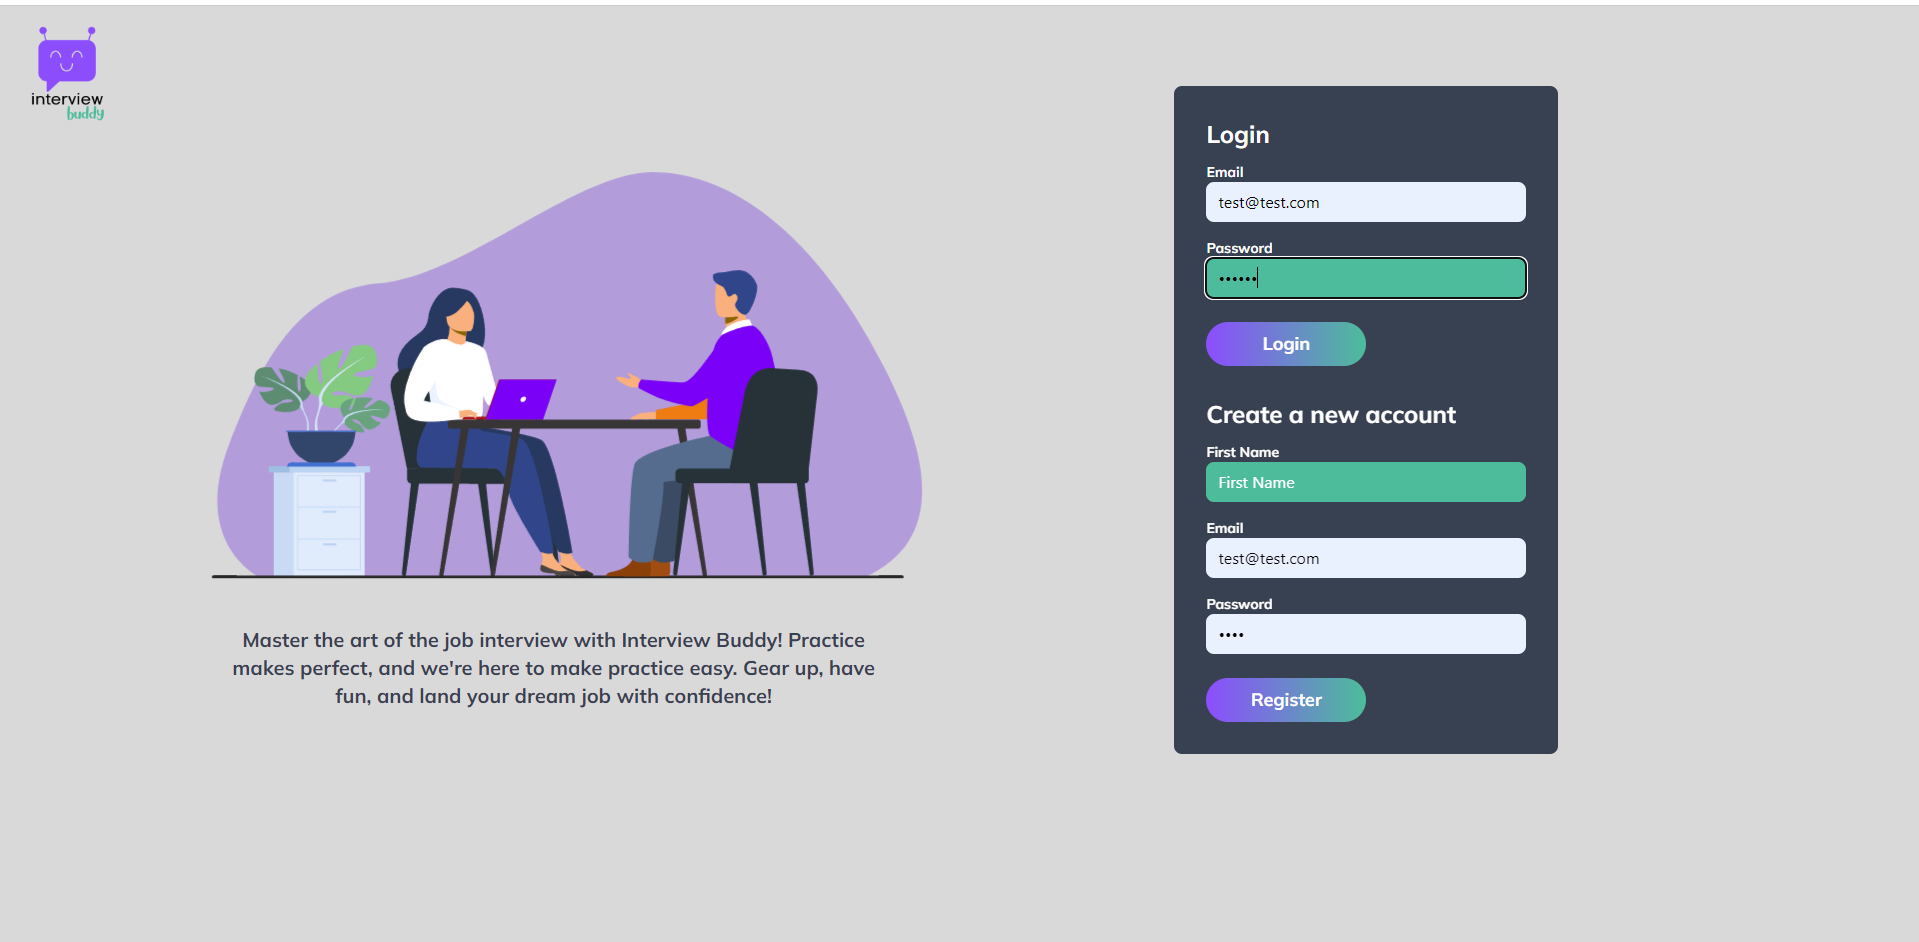 interview
buddy
Master the art of the job interview with Interview Buddy! Practice
makes perfect, and we're here to make practice easy. Gear up, have
fun, and land your dream job with confidence!
Login
Email
test@test.com
Password
••••••
Login
Create a new account
First Name
First Name
Email
test@test.com
Password
••••
Register